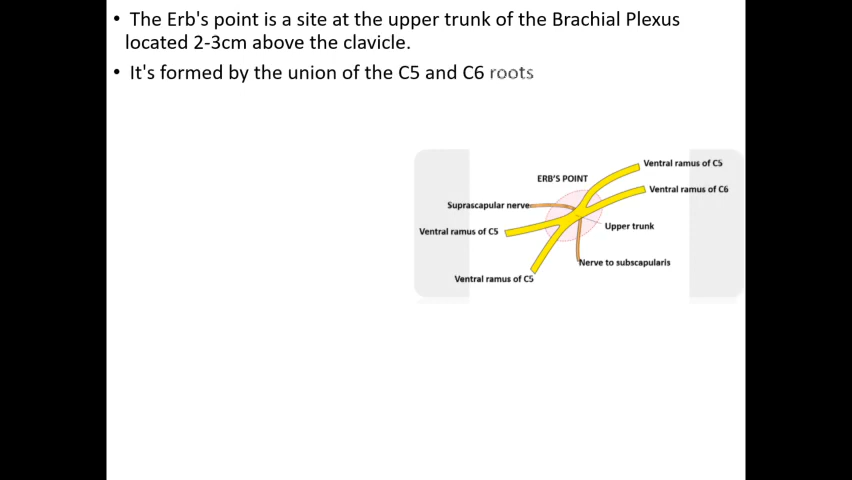 • The Erb's point is a site at the upper trunk of the Brachial Plexus
located 2-3cm above the clavicle.
• It's formed by the union of the C5 and C6 roots
Ventral ramus of C5
ERB'S POINT
Ventral ramus of C6
Suprascapular nerve
Upper trunk
Ventral ramus of C5
Nerve to subscapularis
Ventral ramus of C5